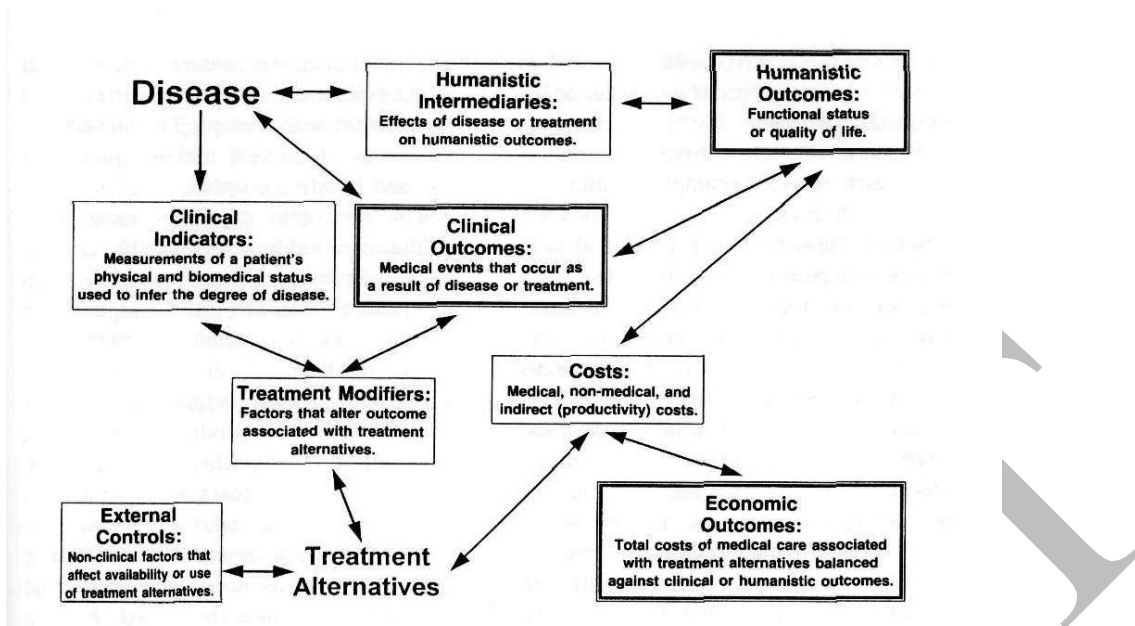 Disease
Humanistic
Intermediaries:
Effects of disease or treatment
on humanistic outcomes.
Humanistic
Outcomes:
Functional status
or quality of life.
Clinical
Indicators:
Measurements of a patient's
physical and biomedical status
used to infer the degree of disease.
Clinical
Outcomes:
Medical events that occur as
a result of disease or treatment.
Treatment Modifiers:
Factors that alter outcome
associated with treatment
alternatives.
Costs:
Medical, non-medical, and
indirect (productivity) costs.
External
Controls:
Non-clinical factors that
affect availability or use
of treatment alternatives.
Treatment
Alternatives
Economic
Outcomes:
Total costs of medical care associated
with treatment alternatives balanced
against clinical or humanistic outcomes.